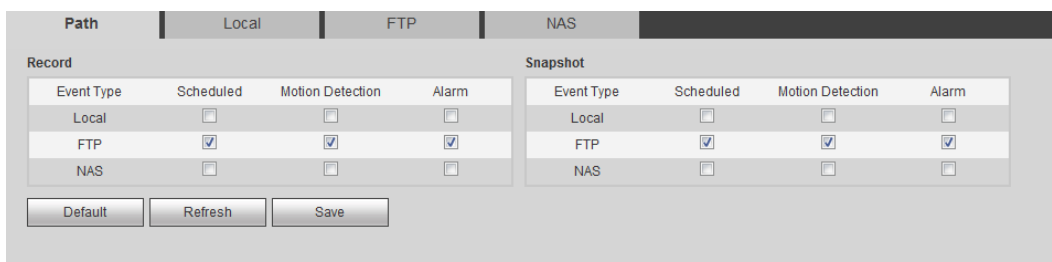 Path Local FTP NAS
Record Snapshot
Event Type Scheduled Motion Detection Alarm Event Type Scheduled Motion Detection Alarm
Local Local
FTP FTP
NAS NAS
Default Refresh Save